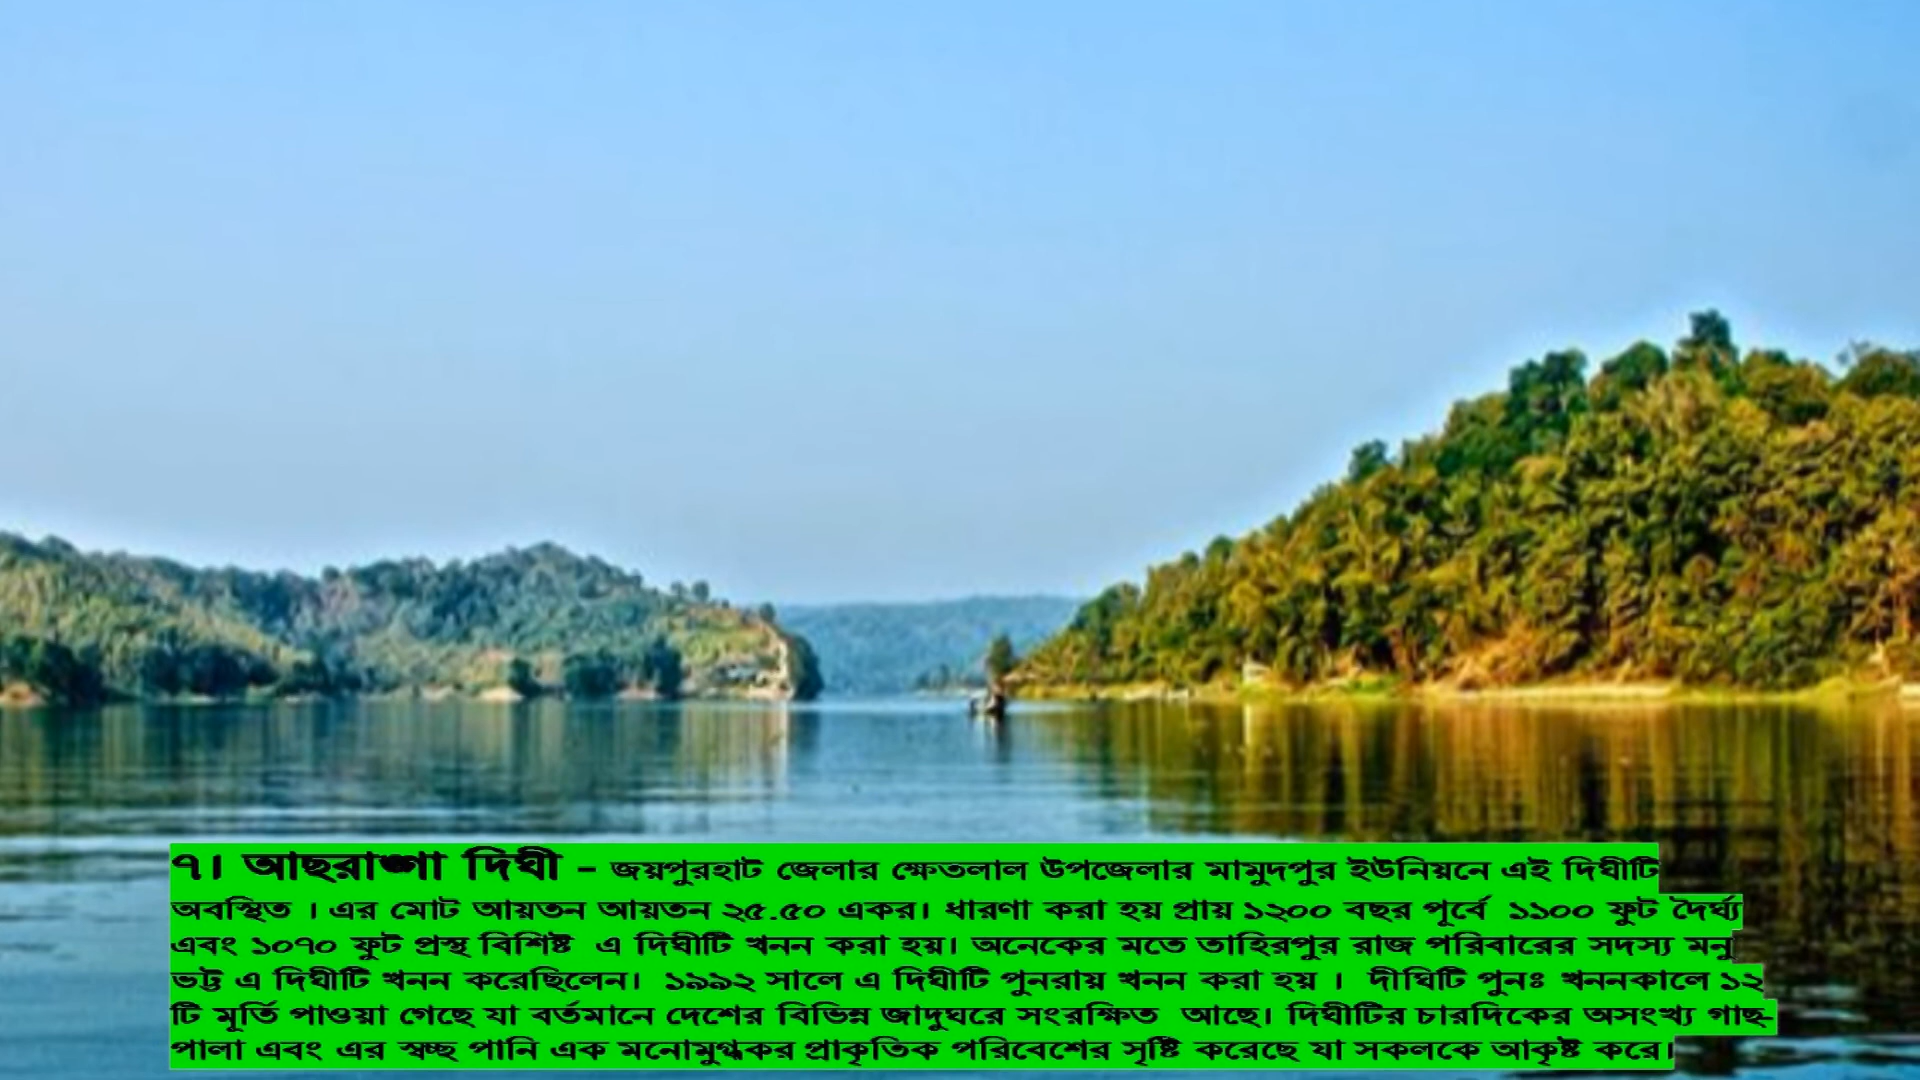 ৭। আছরাঙ্গা দিঘী – জয়পুরহাট জেলার ক্ষেতলাল উপজেলার মামুদপুর ইউনিয়নে এই দিঘীটি
অবস্থিত । এর মোট আয়তন আয়তন ২৫.৫০ একর। ধারণা করা হয় প্রায় ১২০০ বছর পূর্বে ১১০০ ফুট দৈর্ঘ্য
এবং ১০৭০ ফুট প্রস্থ বিশিষ্ট এ দিঘীটি খনন করা হয়। অনেকের মতে তাহিরপুর রাজ পরিবারের সদস্য মনু
ভট্ট এ দিঘীটি খনন করেছিলেন। ১৯৯২ সালে এ দিঘীটি পুনরায় খনন করা হয় । দীঘিটি পুনঃ খননকালে ১২
টি মূর্তি পাওয়া গেছে যা বর্তমানে দেশের বিভিন্ন জাদুঘরে সংরক্ষিত আছে। দিঘীটির চারদিকের অসংখ্য গাছ-
পালা এবং এর স্বচ্ছ পানি এক মনোমুগ্ধকর প্রাকৃতিক পরিবেশের সৃষ্টি করেছে যা সকলকে আকৃষ্ট করে।